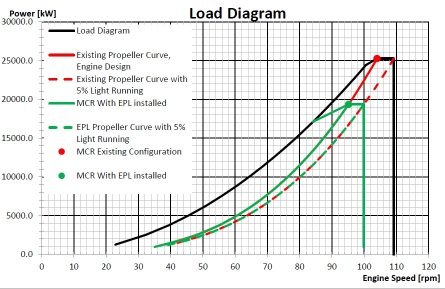 Load Diagram
Power [kW]
30000.0
25000.0
20000.0
15000.0
10000.0
5000.0
0.0
Load Diagram
Existing Propeller Curve,
Engine Design
Existing Propeller Curve with
5% Light Running
MCR With EPL installed
EPL Propeller Curve with 5%
Light Running
MCR Existing Configuration
MCR With EPL installed
0 10 20 30 40 50 60 70 80 90 100 110 120
Engine Speed [rpm]